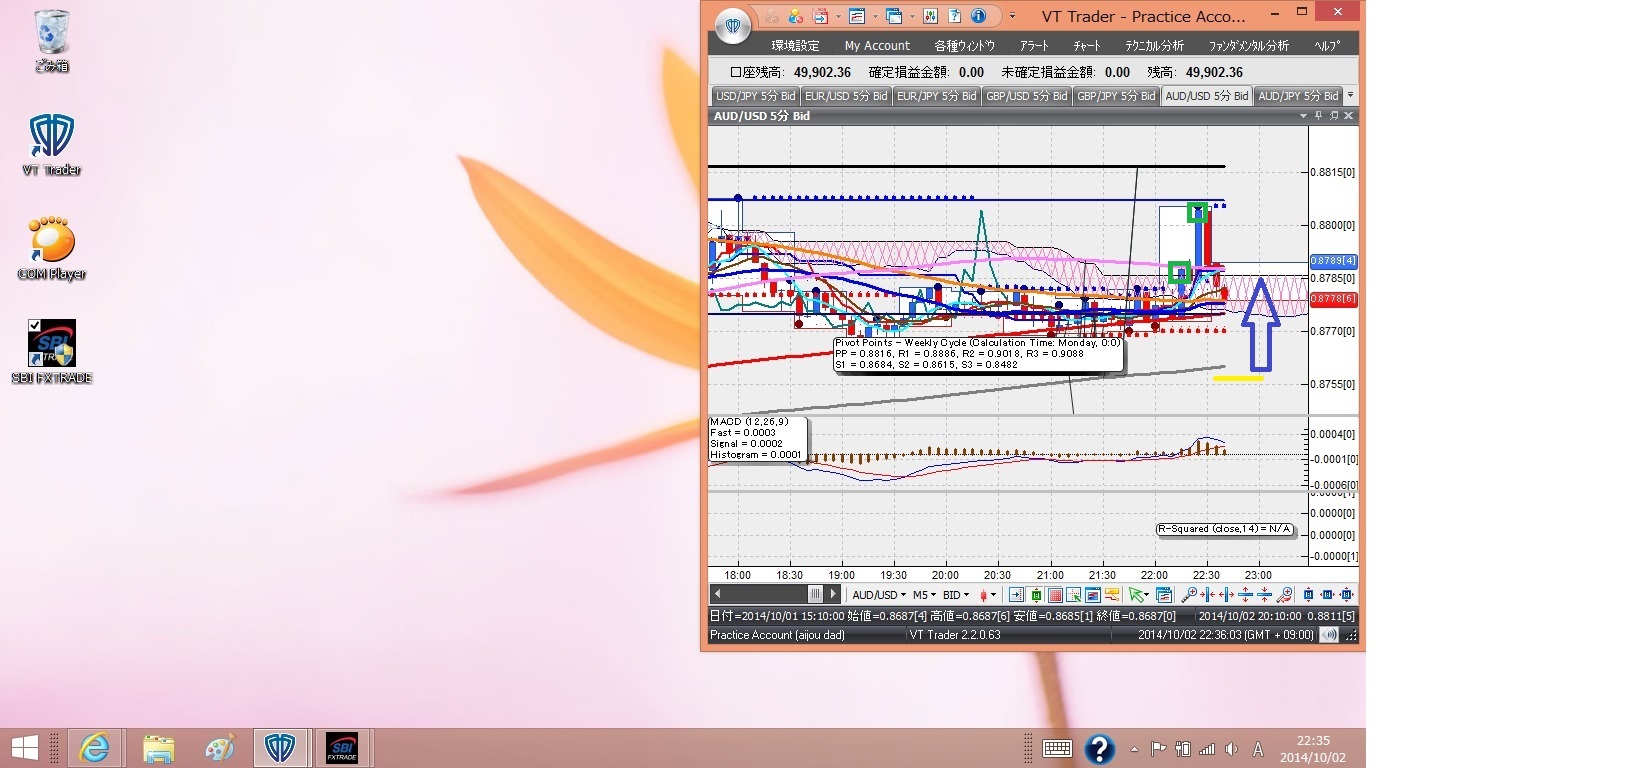 ごみ箱
VT Trader
GOM Player
SBI FXTRADE
VT Trader - Practice Acco...
環境設定 My Account 各種ウィンドウ アラート チャート テクニカル分析 ファンダメンタル分析 ヘルプ
口座残高: 49,902.36 確定損益金額: 0.00 未確定損益金額: 0.00 残高: 49,902.36
USD/JPY 5分 Bid EUR/USD 5分 Bid EUR/JPY 5分 Bid GBP/USD 5分 Bid GBP/JPY 5分 Bid AUD/USD 5分 Bid AUD/JPY 5分 Bid
AUD/USD 5分 Bid
0.8815[0]
0.8800[0]
0.8789[4]
0.8785[0]
0.8778[6]
0.8770[0]
0.8755[0]
Pivot Points - Weekly Cycle (Calculation Time: Monday, 0:0)
PP = 0.8816, R1 = 0.8886, R2 = 0.9018, R3 = 0.9088
S1 = 0.8684, S2 = 0.8615, S3 = 0.8482
MACD (12,26,9)
Fast = 0.0003
Signal = 0.0002
Histogram = 0.0001
0.0004[0]
-0.0001[0]
-0.0006[0]
R-Squared (close,14) = N/A
0.0000[0]
0.0000[0]
-0.0000[1]
18:00 18:30 19:00 19:30 20:00 20:30 21:00 21:30 22:00 22:30 23:00
AUD/USD M5 BID
日付=2014/10/01 15:10:00 始値=0.8687[4] 高値=0.8687[6] 安値=0.8685[1] 終値=0.8687[0] 2014/10/02 20:10:00 0.8811[5]
Practice Account (aijou dad) VT Trader 2.2.0.63 2014/10/02 22:36:03 (GMT + 09:00)
SBI
FXTRADE
A
22:35
2014/10/02